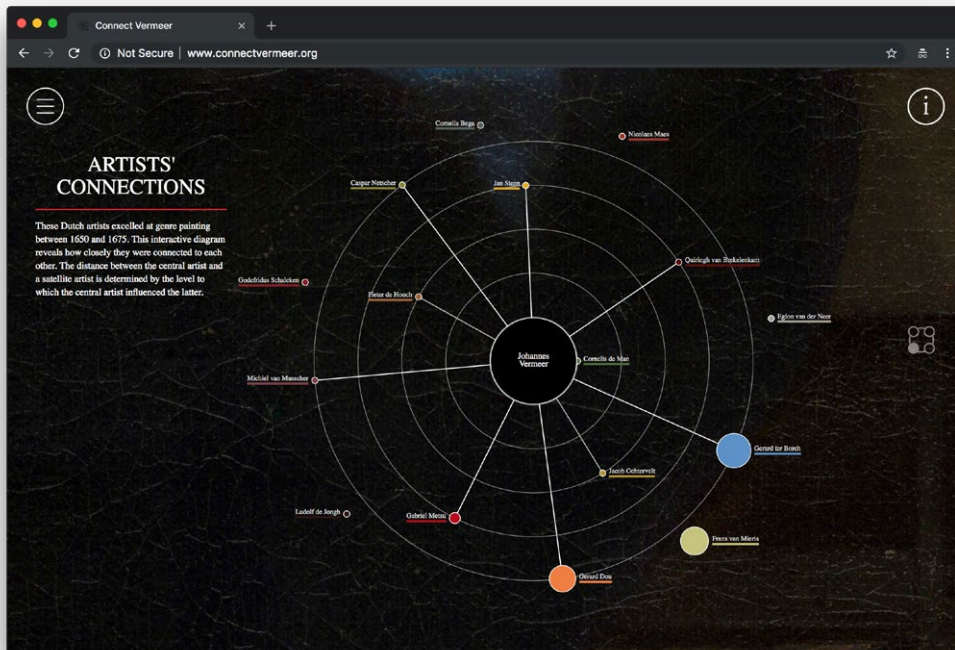 Connect Vermeer
Not Secure | www.connectvermeer.org
ARTISTS'
CONNECTIONS
These Dutch artists excelled at genre painting
between 1650 and 1675. This interactive diagram
reveals how closely they were connected to each
other. The distance between the central artist and
a satellite artist is determined by the level to
which the central artist influenced the latter.
Cornelis Bega
Nicolaes Maes
Caspar Netscher
Jan Steen
Quiringh van Brekelenkam
Godefridus Schalcken
Pieter de Hooch
Eglon van der Neer
Johannes
Vermeer
Cornelis de Man
Michiel van Musscher
Gerard ter Borch
Jacob Ochtervelt
Ludolf de Jongh
Gabriel Metsu
Frans van Mieris
Gerard Dou
i